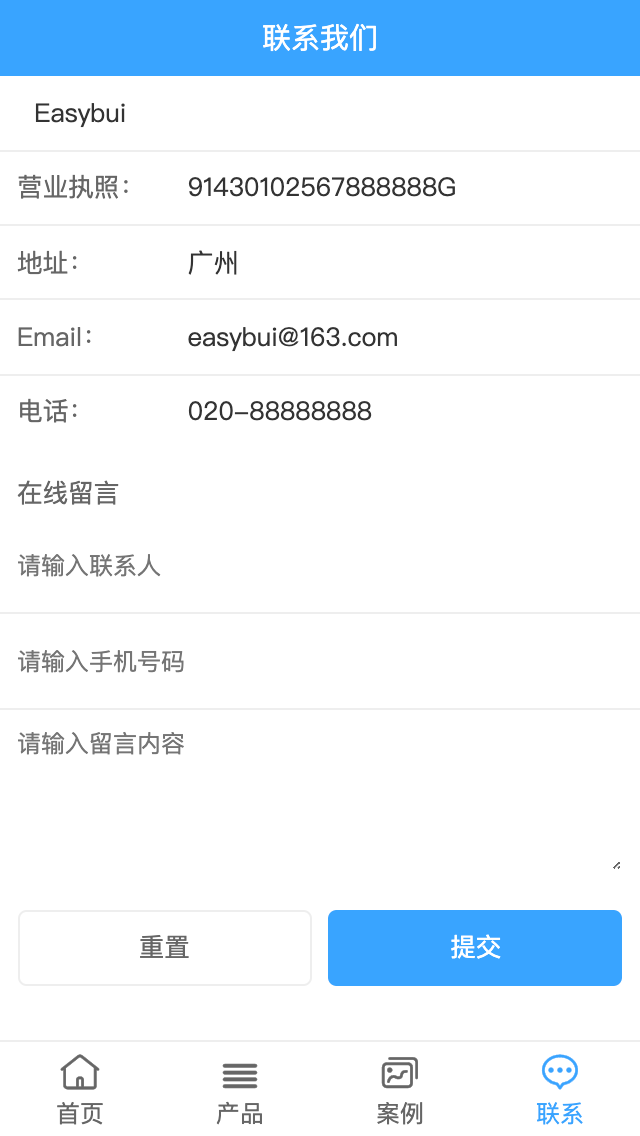 联系我们
Easybui
营业执照： 91430102567888888G
地址： 广州
Email： easybui@163.com
电话： 020-88888888
在线留言
请输入联系人
请输入手机号码
请输入留言内容
重置 提交
首页 产品 案例 联系